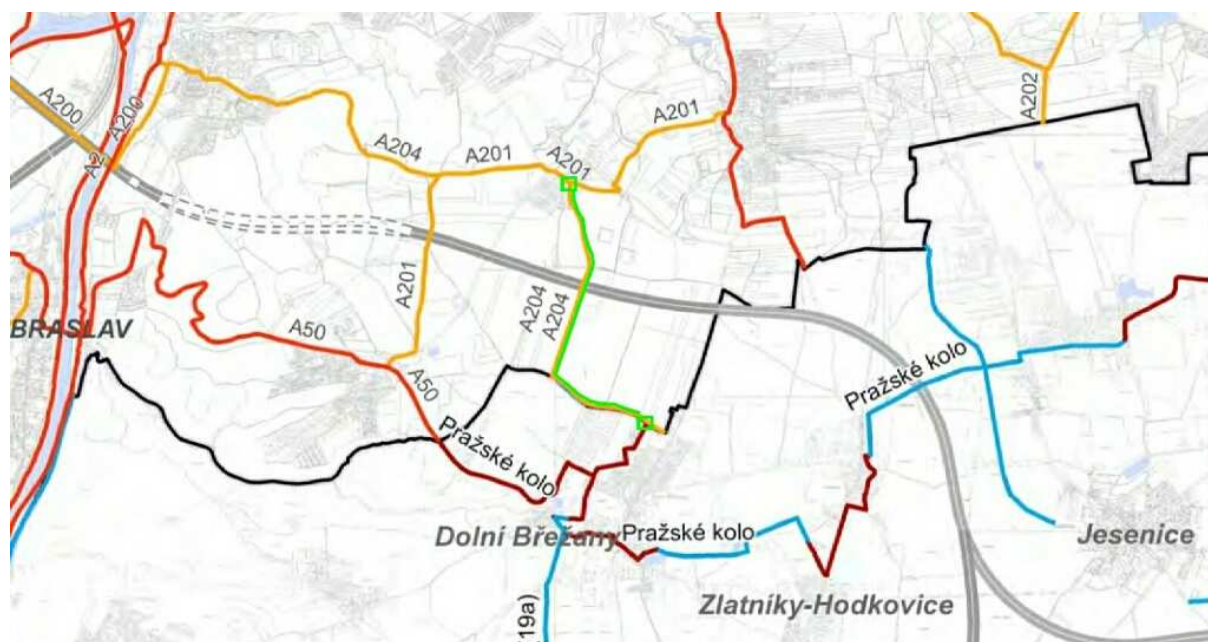 A200
A200
A2
A204
A201
A201
A201
A202
A201
A204
A204
BRASLAV
A50
A50
Pražské kolo
Pražské kolo
Dolní Břežany
Pražské kolo
Jesenice
Zlatníky-Hodkovice
19a)